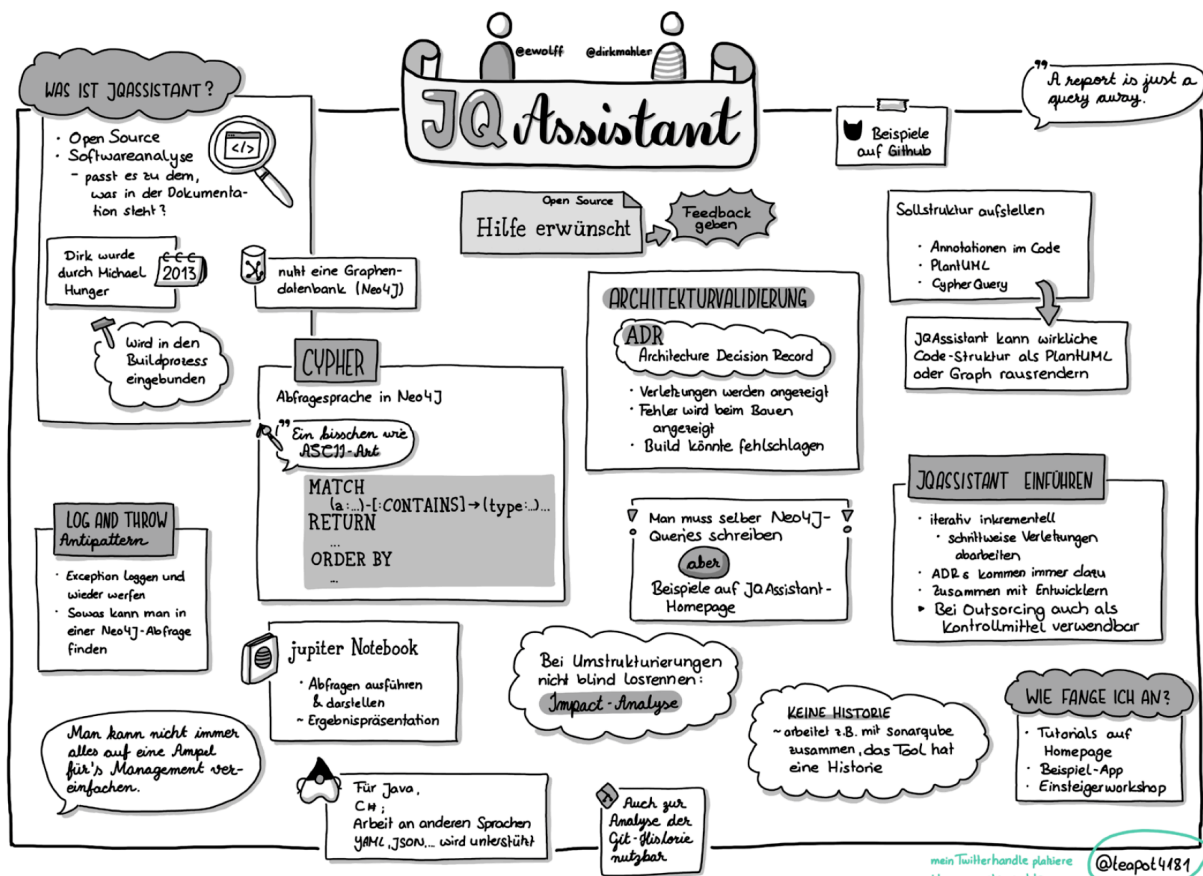 @ewolff
@dirkmahler
JQ Assistant
WAS IST JQASSISTANT?
· Open Source
· Softwareanalyse
- passt es zu dem,
was in der Dokumenta-
tion steht?
</>
Dirk wurde
durch Michael
Hunger
2013
nutzt eine Graphen-
datenbank (Neo4J)
Wird in den
Buildprozess
eingebunden
Open Source
Hilfe erwünscht
Feedback
geben
Beispiele
auf Github
" A report is just a
query away.
Sollstruktur aufstellen
· Annotationen im Code
· PlantUML
· CypherQuery
JQAssistant kann wirkliche
Code-Struktur als PlantUML
oder Graph rausrendern
CYPHER
Abfragesprache in Neo4J
" Ein bisschen wie
ASCII-Art
MATCH
(a:...)-[:CONTAINS]→(type:..)...
RETURN
...
ORDER BY
...
ARCHITEKTURVALIDIERUNG
ADR
Architecture Decision Record
· Verletzungen werden angezeigt
· Fehler wird beim Bauen
angezeigt
· Build könnte fehlschlagen
LOG AND THROW
Antipattern
· Exception loggen und
wieder werfen
· Sowas kann man in
einer Neo4J-Abfrage
finden
Man muss selber Neo4J-
Queries schreiben
aber
Beispiele auf JQAssistant-
Homepage
JQASSISTANT EINFÜHREN
· iterativ inkrementell
· schrittweise Verletzungen
abarbeiten
· ADRs kommen immer dazu
· Zusammen mit Entwicklern
▸ Bei Outsorcing auch als
Kontrollmittel verwendbar
jupiter Notebook
· Abfragen ausführen
& darstellen
~ Ergebnispräsentation
Bei Umstrukturierungen
nicht blind losrennen:
Impact-Analyse
KEINE HISTORIE
~ arbeitet z.B. mit sonarqube
zusammen, das Tool hat
eine Historie
WIE FANGE ICH AN?
· Tutorials auf
Homepage
· Beispiel-App
· Einsteigerworkshop
Man kann nicht immer
alles auf eine Ampel
für's Management ver-
einfachen.
Für Java,
C#;
Arbeit an anderen Sprachen
YAML, JSON... wird unterstützt
Auch zur
Analyse der
Git-Historie
nutzbar
mein Twitterhandle plakiere
@teapot4181